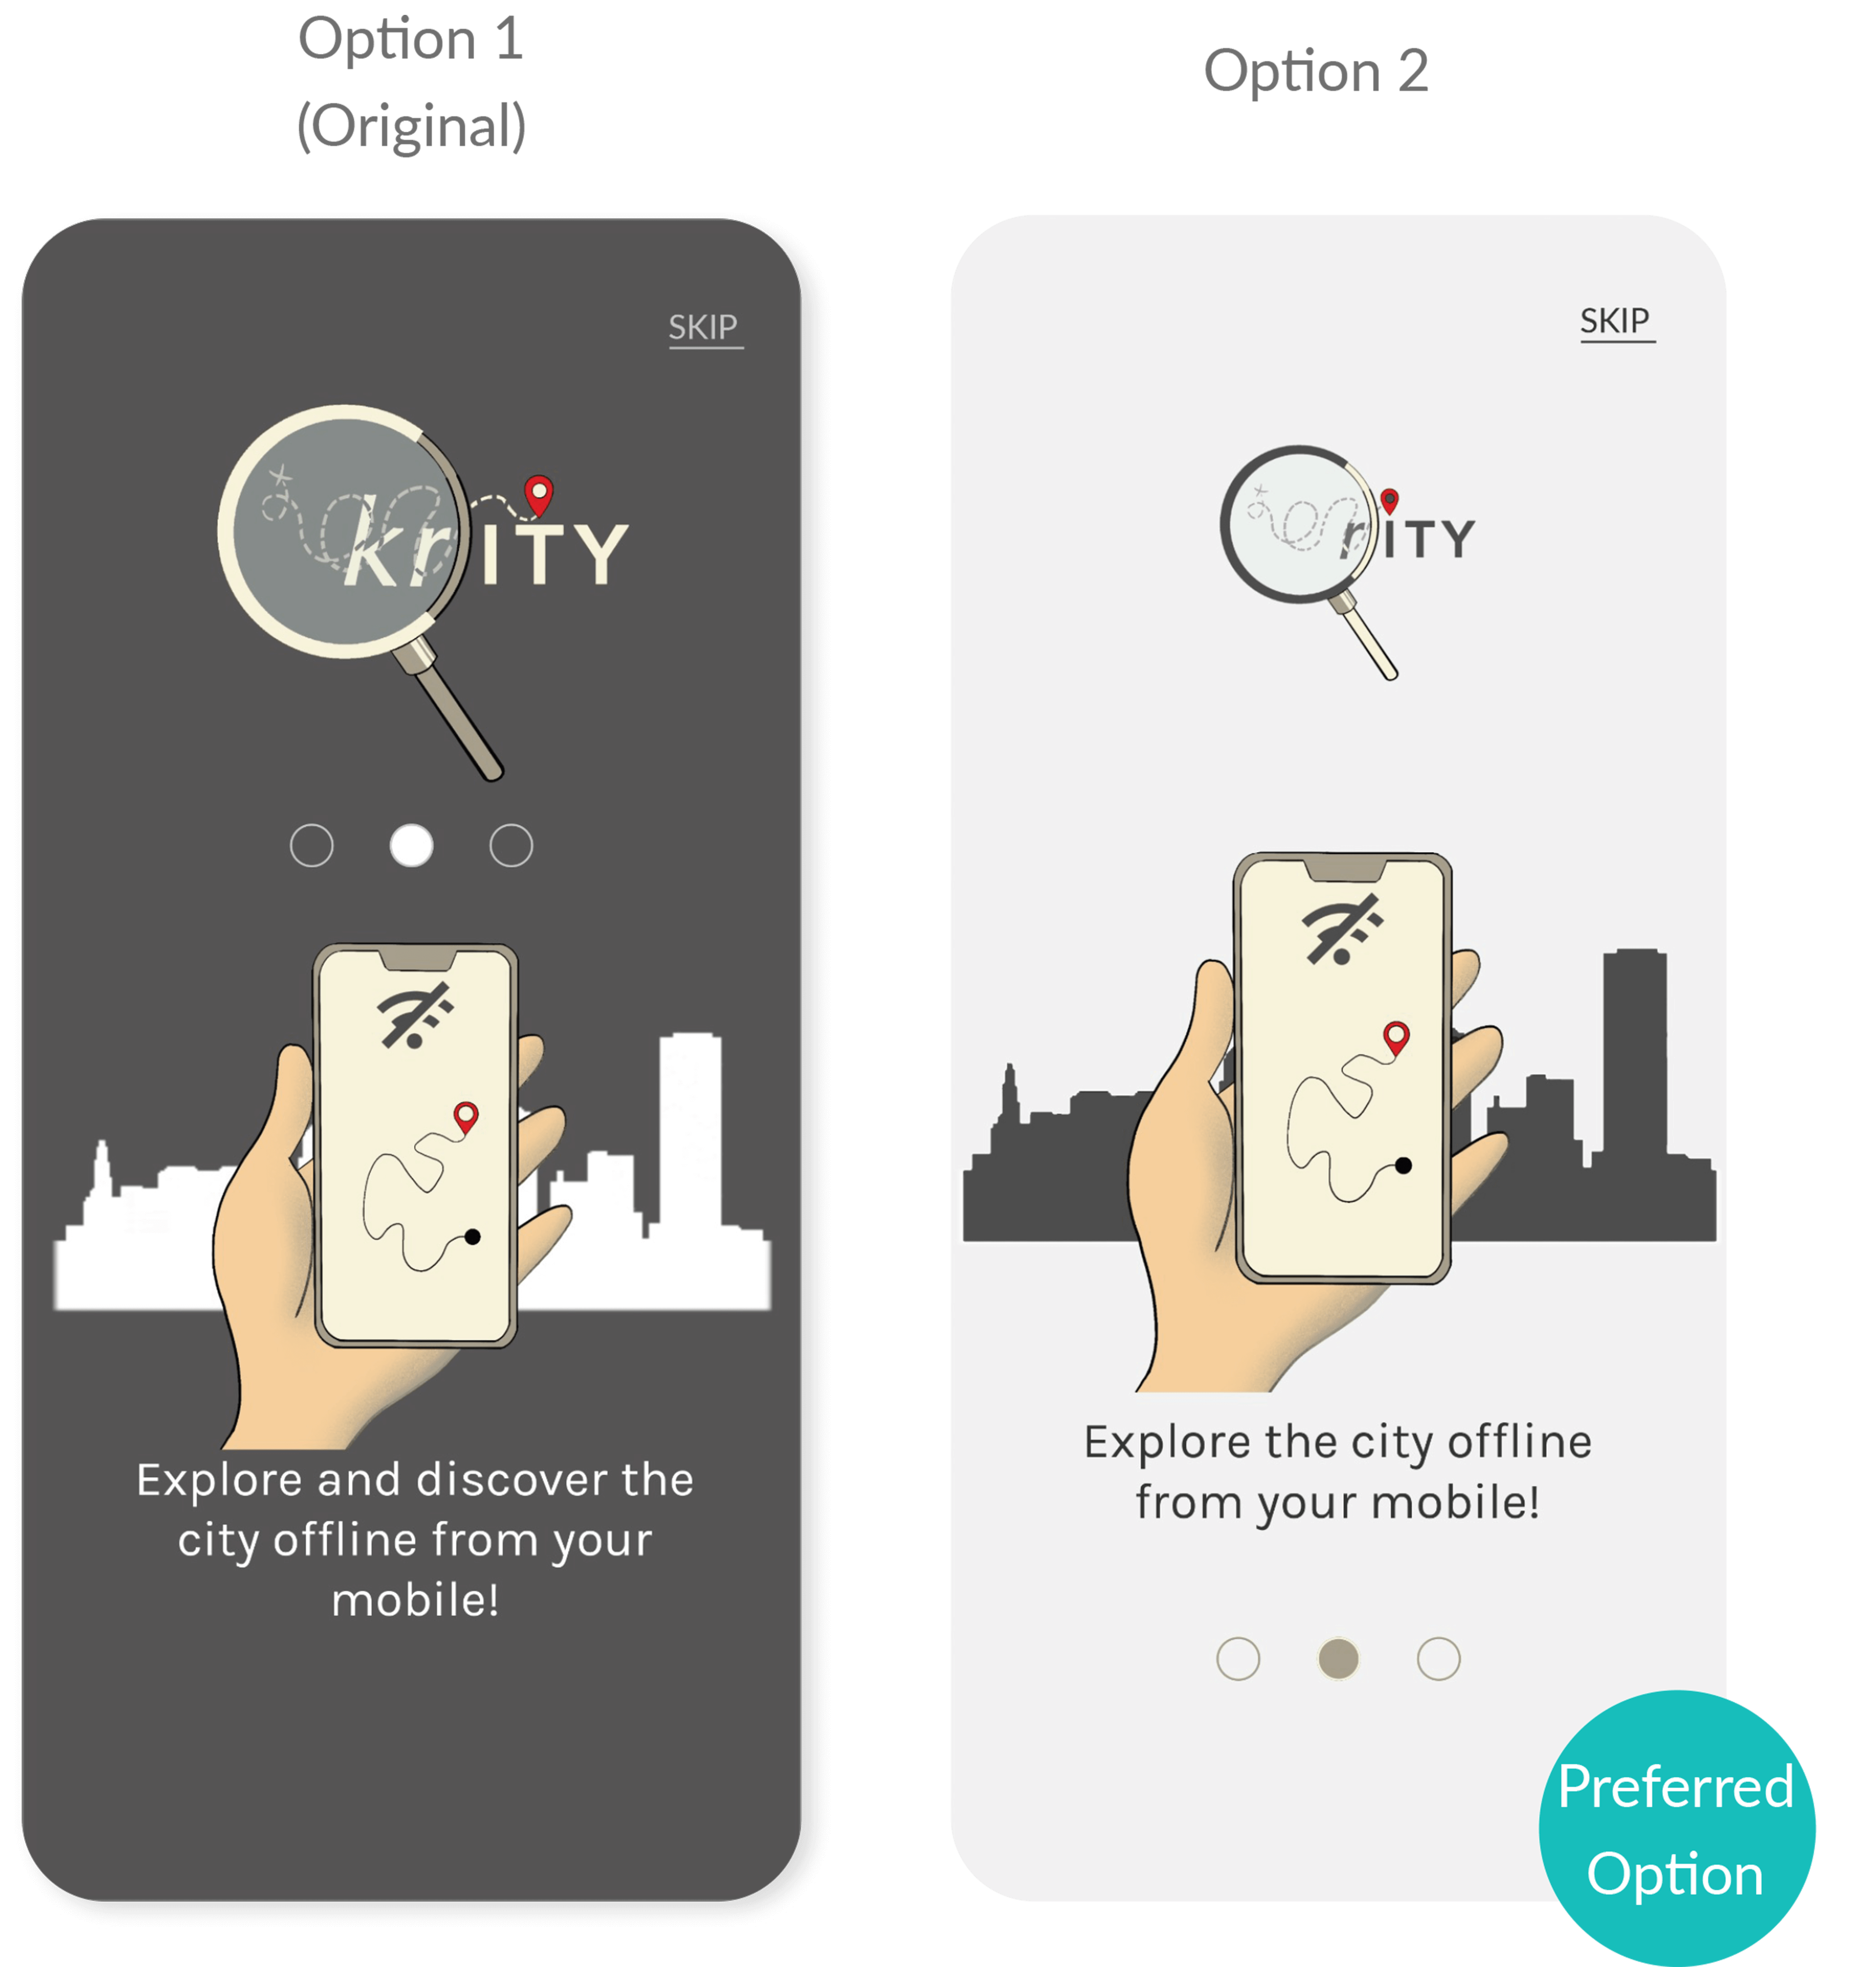 Option 1
(Original)
SKIP
krITY
Explore and discover the
city offline from your
mobile!
Option 2
SKIP
rITY
Explore the city offline
from your mobile!
Preferred
Option